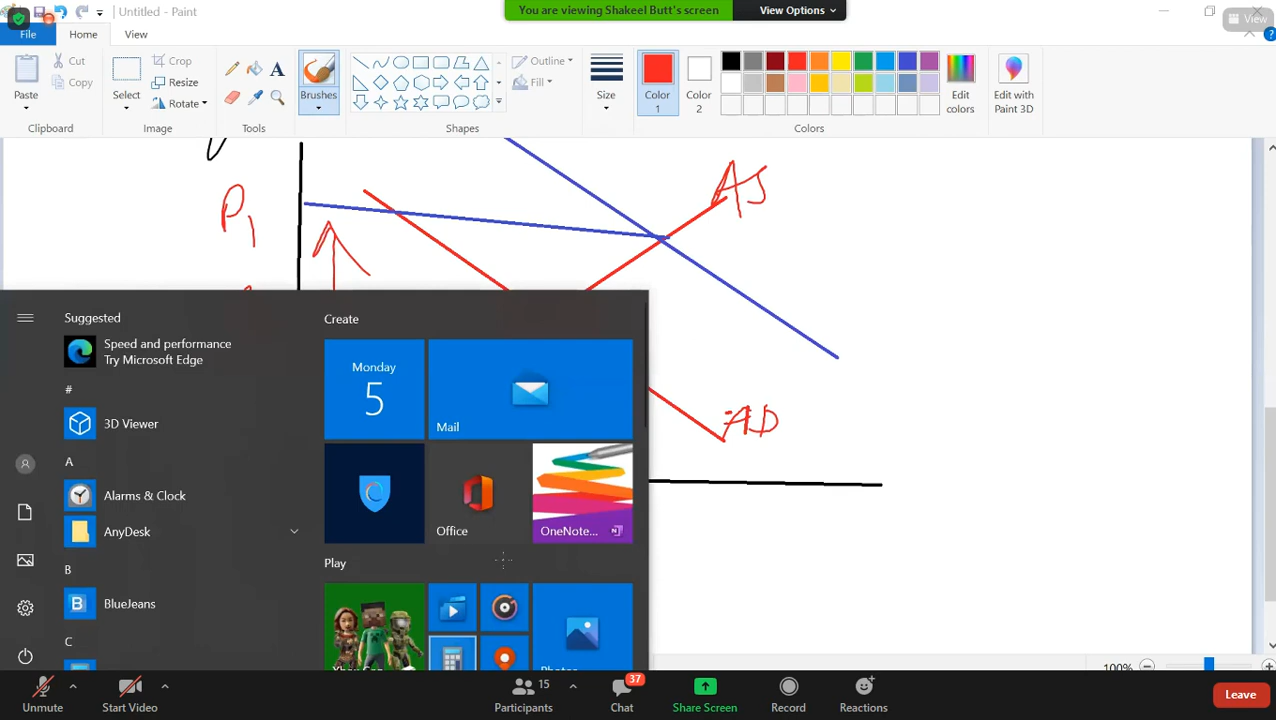 Untitled - Paint
You are viewing Shakeel Butt's screen
View Options
View
File
Home
View
Paste
Cut
Copy
Clipboard
Select
Crop
Resize
Rotate
Image
Tools
Brushes
Shapes
Outline
Fill
Size
Color 1
Color 2
Colors
Edit colors
Edit with Paint 3D
P1
AS
AD
Suggested
Speed and performance
Try Microsoft Edge
#
3D Viewer
A
Alarms & Clock
AnyDesk
B
BlueJeans
C
Create
Monday
5
Mail
Office
OneNote...
Play
100%
Unmute
Start Video
15
Participants
37
Chat
Share Screen
Record
Reactions
Leave